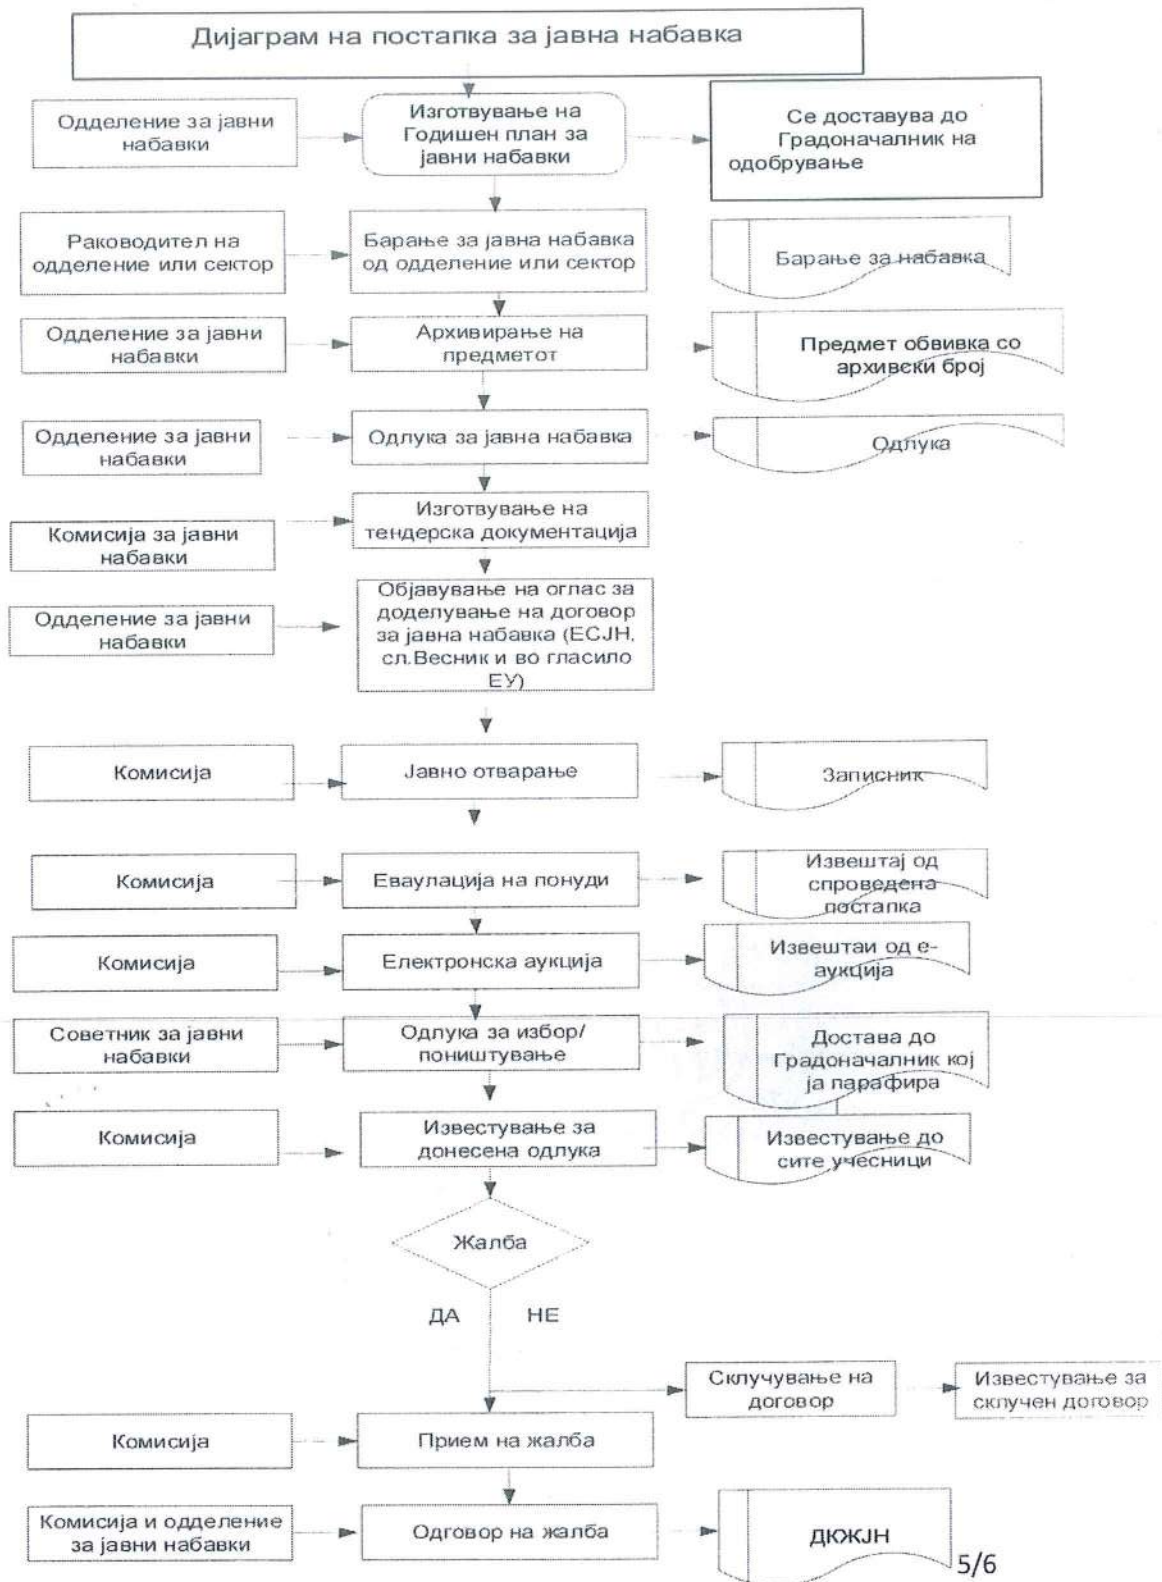 Дијаграм на постапка за јавна набавка
Одделение за јавни
набавки
Изготвување на
Годишен план за
јавни набавки
Се доставува до
Градоначалник на
одобрување
Раководител на
одделение или сектор
Барање за јавна набавка
од одделение или сектор
Барање за набавка
Одделение за јавни
набавки
Архивирање на
предметот
Предмет обвивка со
архивски број
Одделение за јавни
набавки
Одлука за јавна набавка
Одлука
Комисија за јавни
набавки
Изготвување на
тендерска документација
Одделение за јавни
набавки
Објавување на оглас за
доделување на договор
за јавна набавка (ЕСЈН,
сл.Весник и во гласило
ЕУ)
Комисија
Јавно отварање
Записник
Комисија
Еваулација на понуди
Извештај од
спроведена
постапка
Комисија
Електронска аукција
Извештаи од е-
аукција
Советник за јавни
набавки
Одлука за избор/
поништување
Достава до
Градоначалник кој
ја парафира
Комисија
Известување за
донесена одлука
Известување до
сите учесници
Жалба
ДА
НЕ
Склучување на
договор
Известување за
склучен договор
Комисија
Прием на жалба
Комисија и одделение
за јавни набавки
Одговор на жалба
ДКЖЈН
5/6